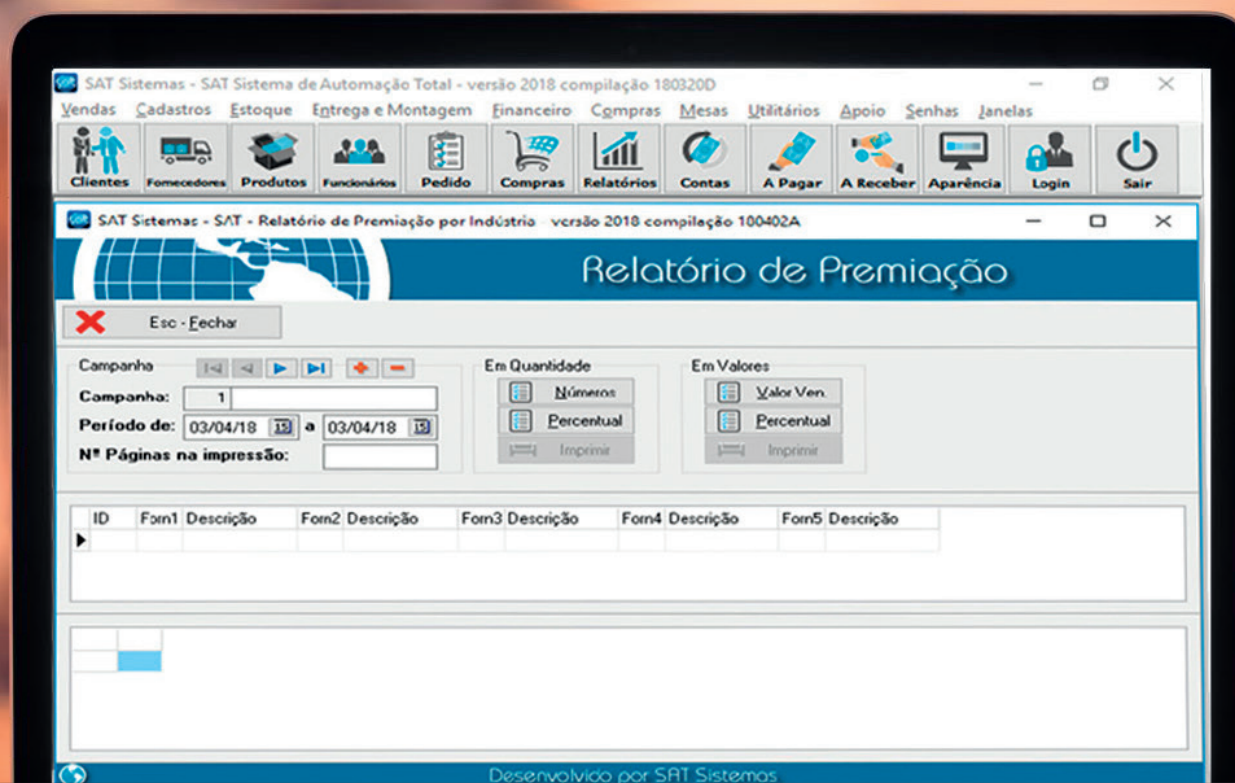 SAT Sistemas - SAT Sistema de Automação Total - versão 2018 compilação 180320D
Vendas Cadastros Estoque Entrega e Montagem Financeiro Compras Mesas Utilitários Apoio Senhas Janelas
Clientes Fornecedores Produtos Funcionários Pedido Compras Relatórios Contas A Pagar A Receber Aparência Login Sair
SAT Sistemas - SAT - Relatório de Premiação por Indústria - versão 2018 compilação 100402A
Relatório de Premiação
Esc - Fechar
Campanha Em Quantidade Em Valores
Campanha: 1 Números Valor Ven.
Período de: 03/04/18 15 a 03/04/18 15 Percentual Percentual
Nº Páginas na impressão: Imprimir Imprimir
ID Forn1 Descrição Forn2 Descrição Forn3 Descrição Forn4 Descrição Forn5 Descrição
Desenvolvido por SAT Sistemas